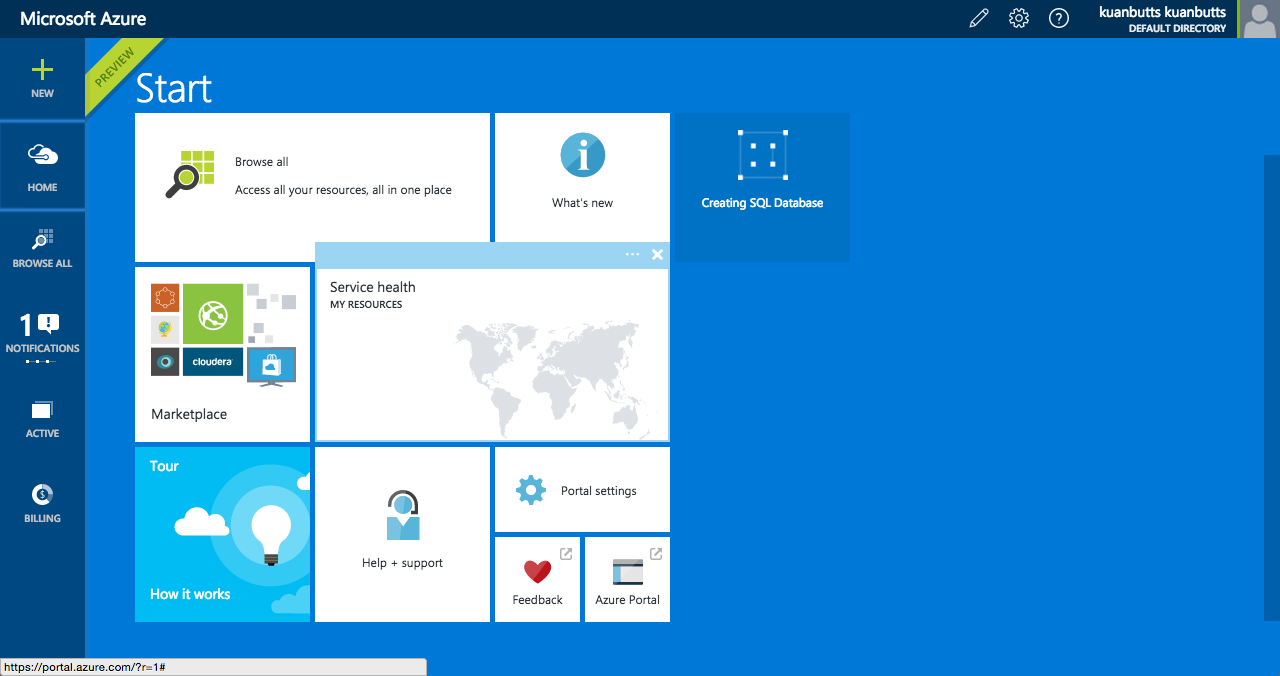 Microsoft Azure
kuanbutts kuanbutts
DEFAULT DIRECTORY
NEW
HOME
BROWSE ALL
1
NOTIFICATIONS
ACTIVE
BILLING
PREVIEW
Start
Browse all
Access all your resources, all in one place
What's new
Creating SQL Database
cloudera
Marketplace
Service health
MY RESOURCES
Tour
How it works
Help + support
Portal settings
Feedback
Azure Portal
https://portal.azure.com/?r=1#